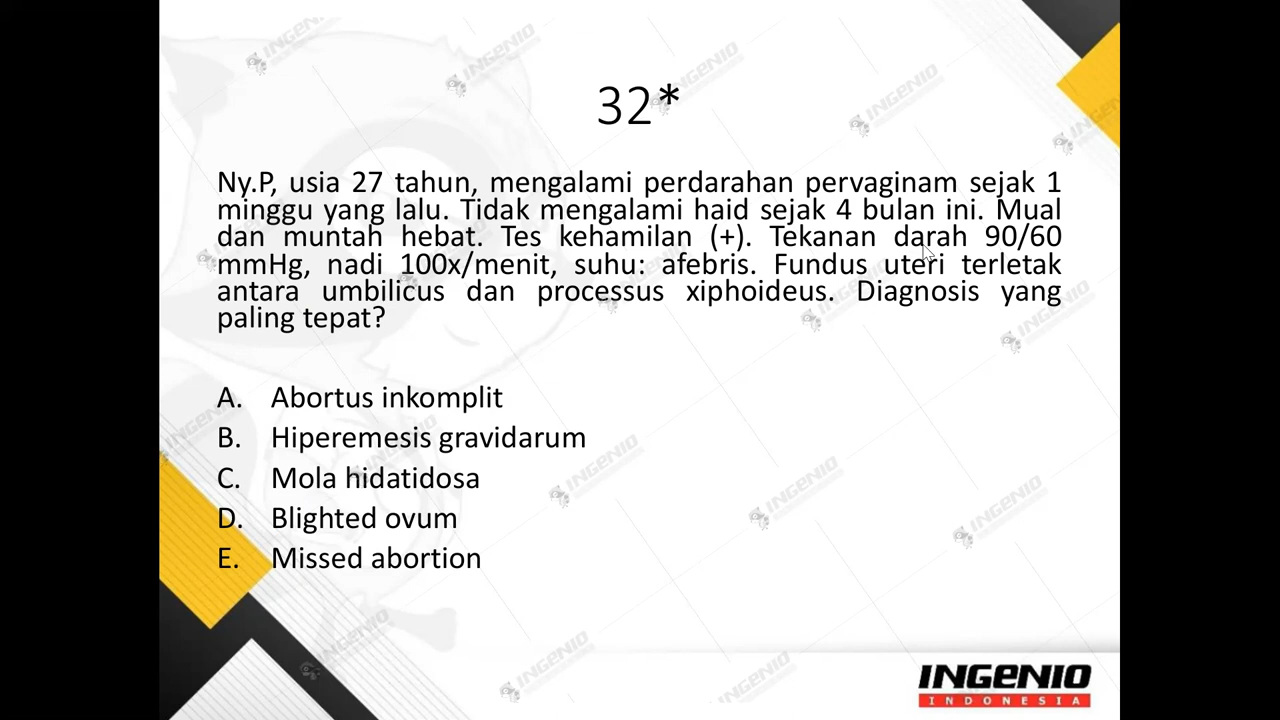 32*
Ny.P, usia 27 tahun, mengalami perdarahan pervaginam sejak 1
minggu yang lalu. Tidak mengalami haid sejak 4 bulan ini. Mual
dan muntah hebat. Tes kehamilan (+). Tekanan darah 90/60
mmHg, nadi 100x/menit, suhu: afebris. Fundus uteri terletak
antara umbilicus dan processus xiphoideus. Diagnosis yang
paling tepat?
A. Abortus inkomplit
B. Hiperemesis gravidarum
C. Mola hidatidosa
D. Blighted ovum
E. Missed abortion
INGENIO
INDONESIA